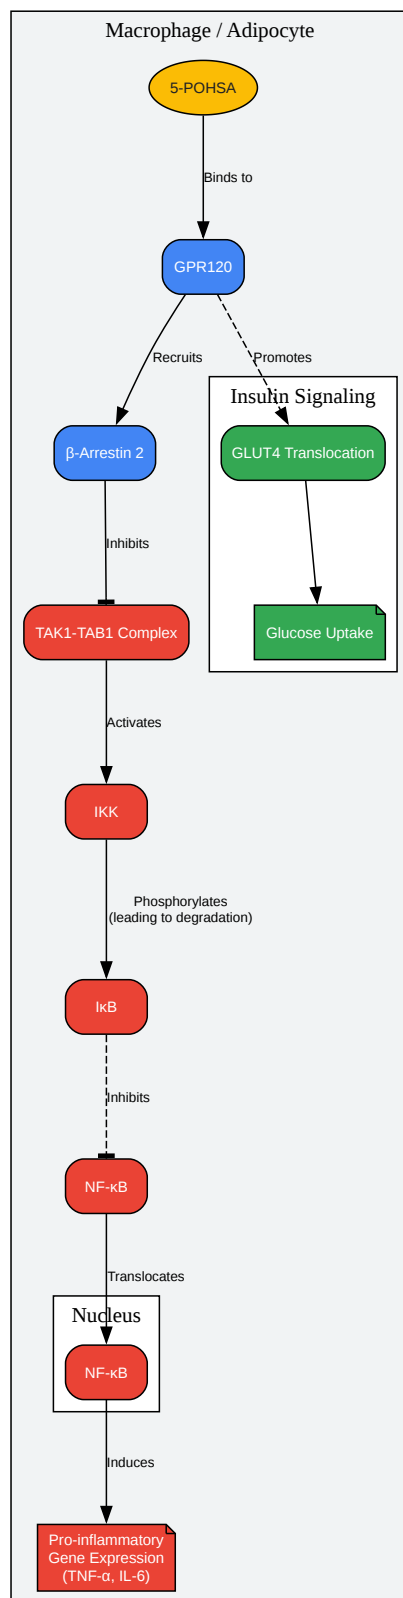 Macrophage / Adipocyte
5-POHSA
Binds to
GPR120
Recruits
Promotes
Insulin Signaling
β-Arrestin 2
GLUT4 Translocation
Inhibits
TAK1-TAB1 Complex
Glucose Uptake
Activates
IKK
Phosphorylates
(leading to degradation)
IκB
Inhibits
NF-κB
Translocates
Nucleus
NF-κB
Induces
Pro-inflammatory
Gene Expression
(TNF-α, IL-6)